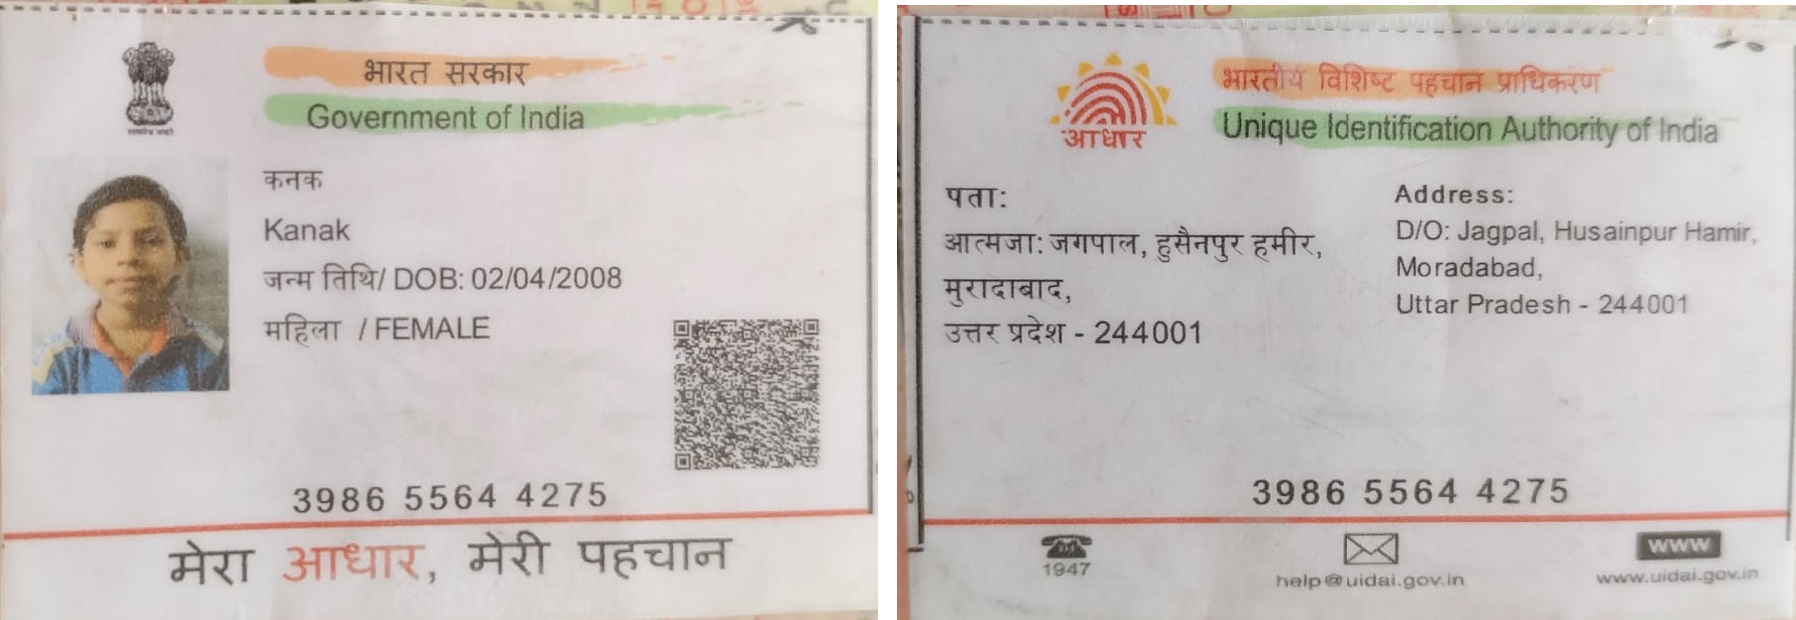 भारत सरकार
Government of India
कनक
Kanak
जन्म तिथि/ DOB: 02/04/2008
महिला / FEMALE
3986 5564 4275
मेरा आधार, मेरी पहचान
आधार
भारतीय विशिष्ट पहचान प्राधिकरण
Unique Identification Authority of India
पता:
आत्मजा: जगपाल, हुसैनपुर हमीर,
मुरादाबाद,
उत्तर प्रदेश - 244001
Address:
D/O: Jagpal, Husainpur Hamir,
Moradabad,
Uttar Pradesh - 244001
3986 5564 4275
1947
help@uidai.gov.in
www
www.uidai.gov.in